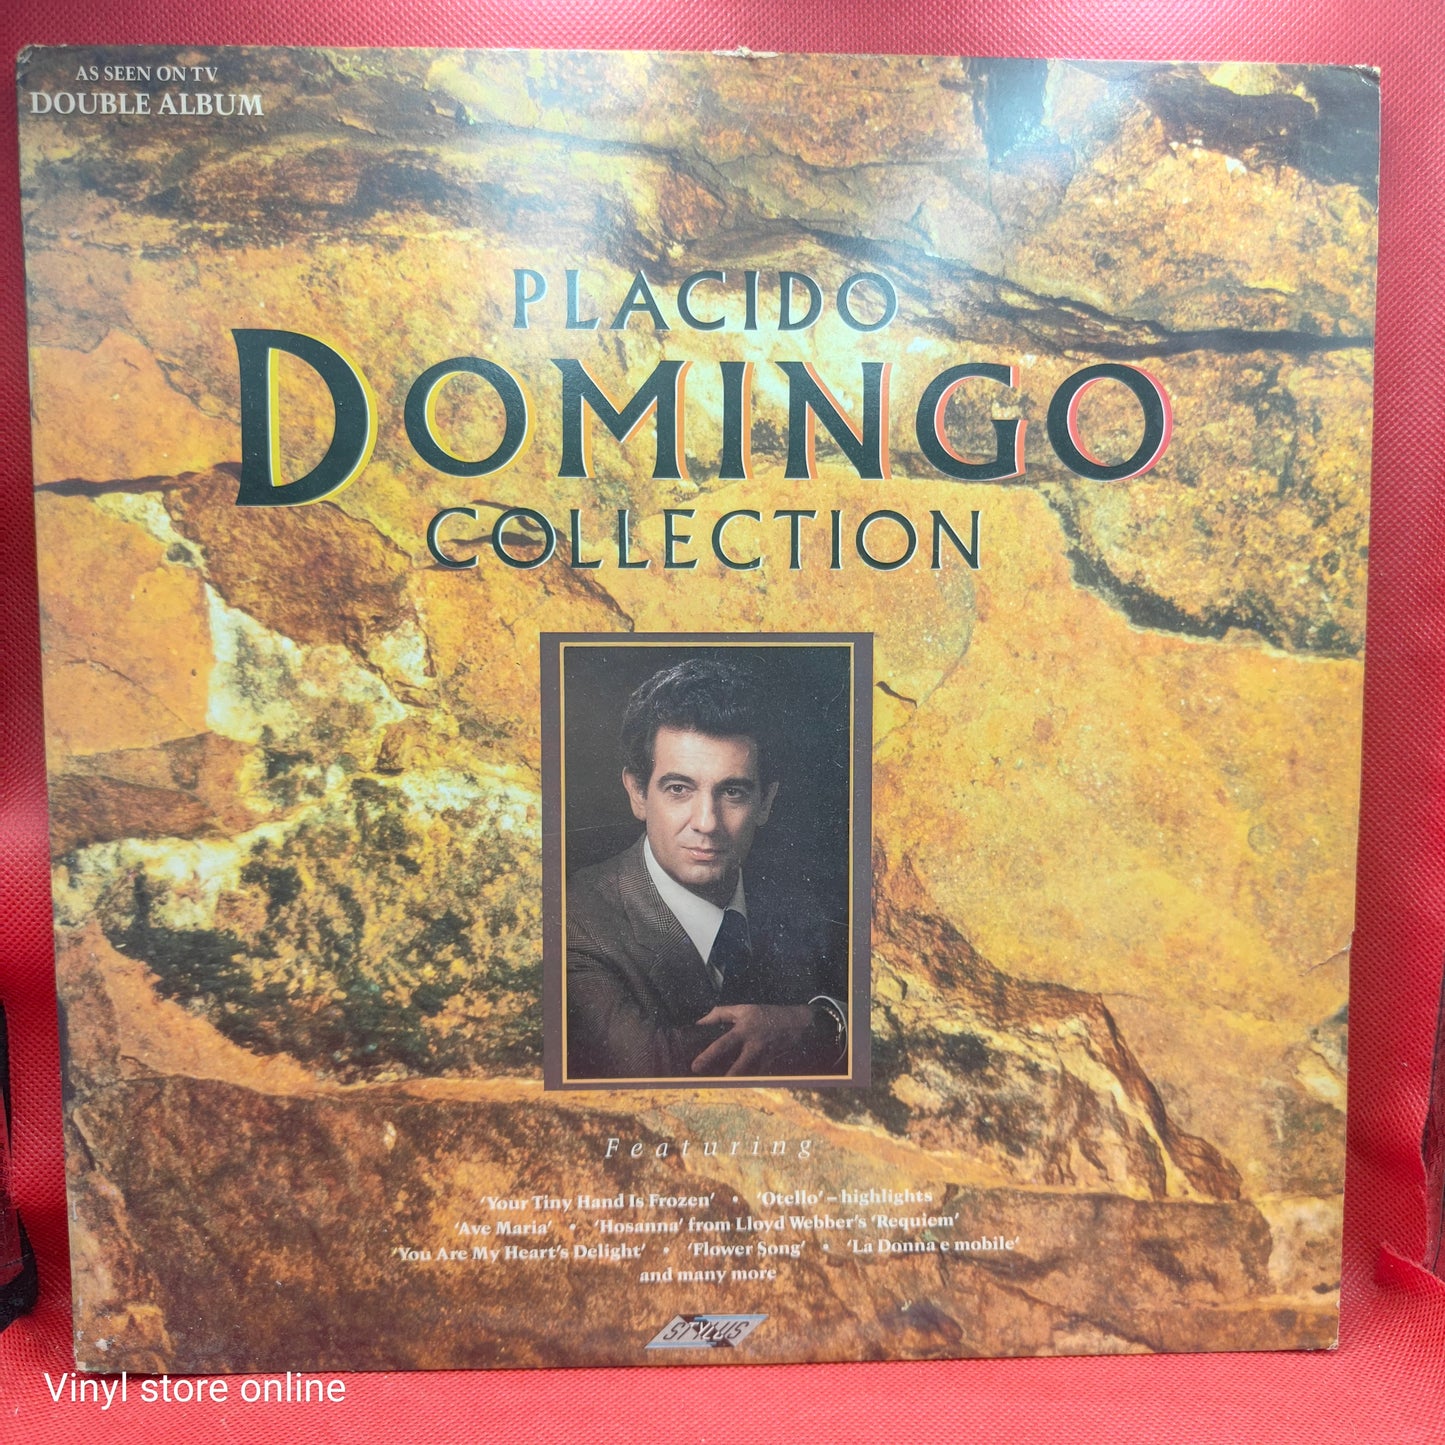 AS SEEN ON TV
DOUBLE ALBUM
PLACIDO
DOMINGO
COLLECTION
Featuring
'Your Tiny Hand Is Frozen' • 'Otello' – highlights
'Ave Maria' • 'Hosanna' from Lloyd Webber's 'Requiem'
'You Are My Heart's Delight' • 'Flower Song' • 'La Donna e mobile'
and many more
STYLUS
Vinyl store online